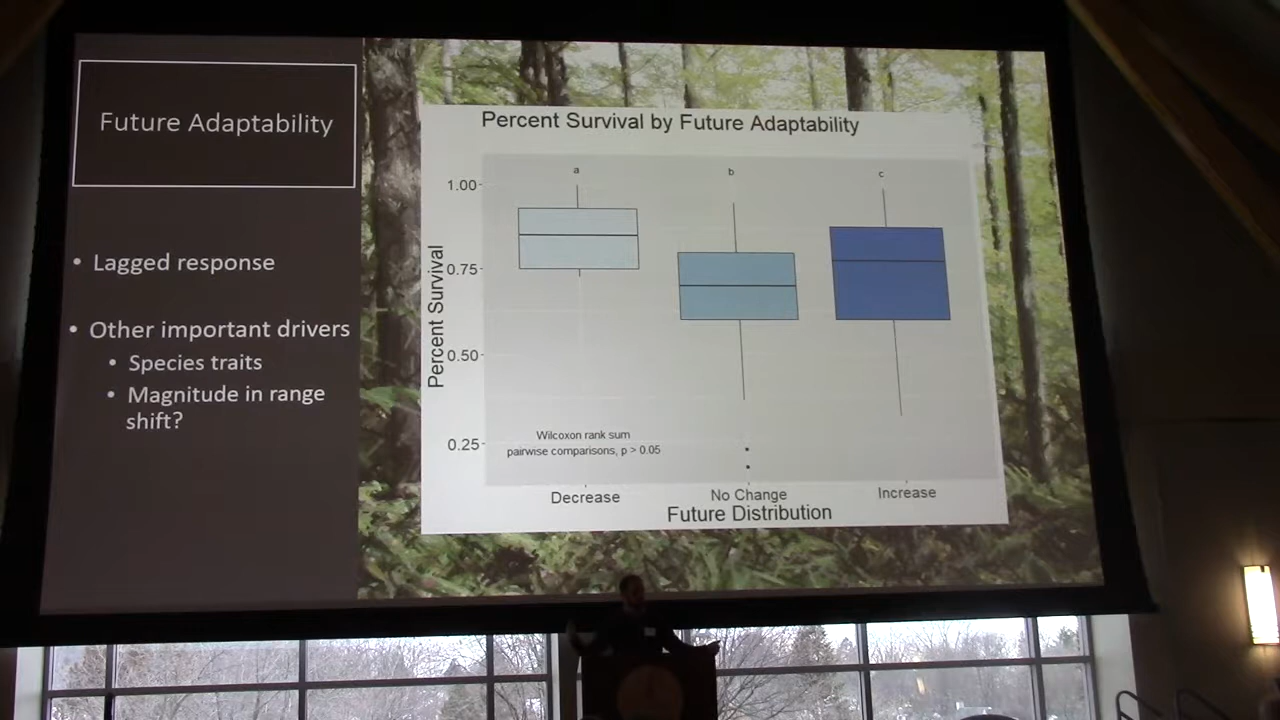 Future Adaptability
• Lagged response
• Other important drivers
• Species traits
• Magnitude in range
shift?
Percent Survival by Future Adaptability
a
b
c
1.00
0.75
0.50
0.25
Percent Survival
Wilcoxon rank sum
pairwise comparisons, p > 0.05
Decrease
No Change
Increase
Future Distribution